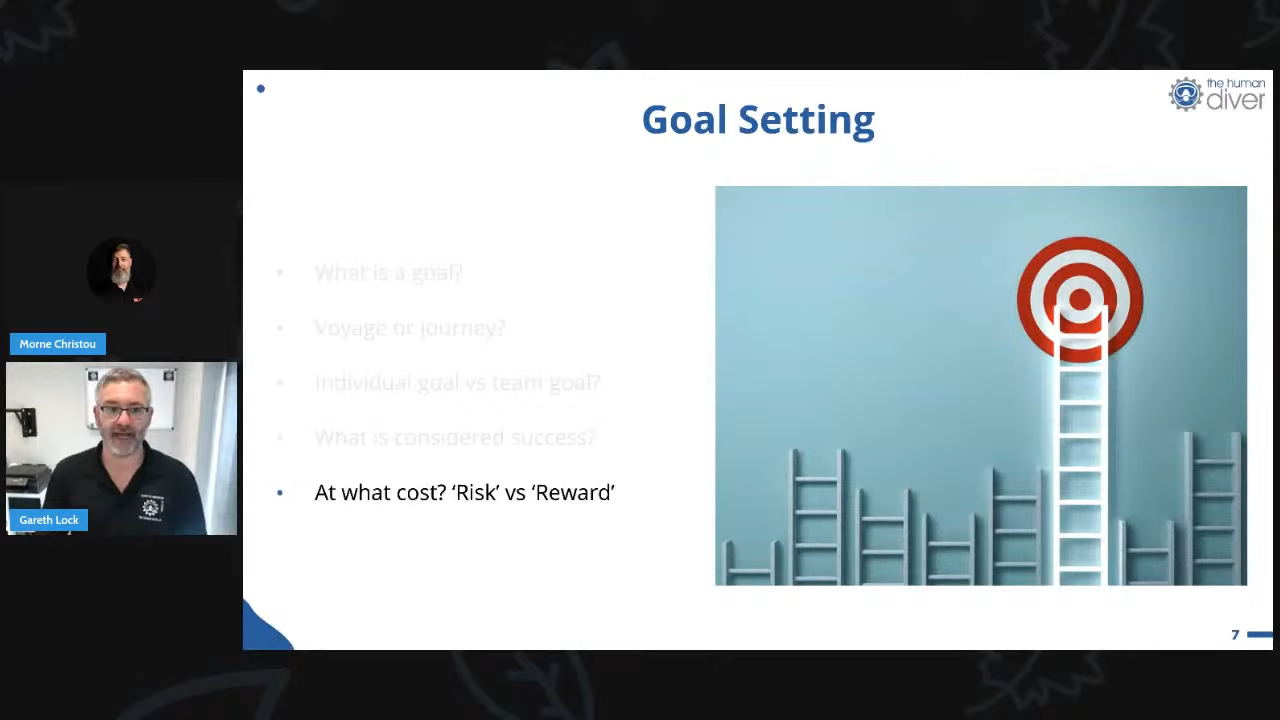 Goal Setting
the human
diver
• What is a goal?
• Voyage or journey?
• Individual goal vs team goal?
• What is considered success?
• At what cost? ‘Risk’ vs ‘Reward’
Morne Christou
Gareth Lock
7